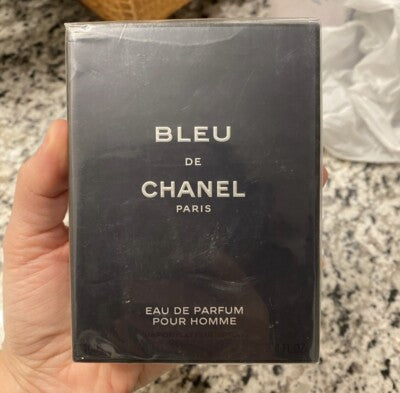 BLEU
DE
CHANEL
PARIS
EAU DE PARFUM
POUR HOMME